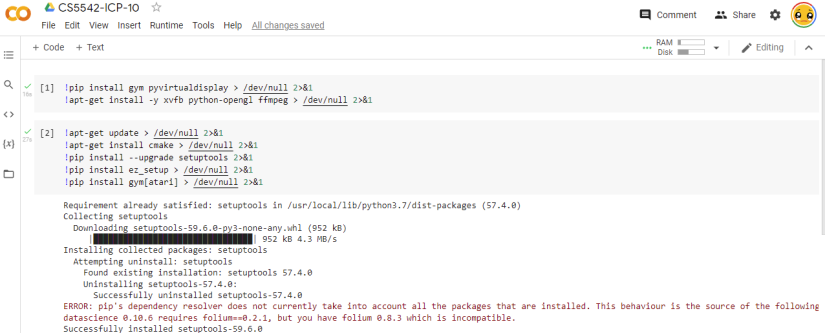 CS5542-ICP-10
Comment
Share
File Edit View Insert Runtime Tools Help All changes saved
+ Code + Text
RAM
Disk
Editing
[1] !pip install gym pyvirtualdisplay > /dev/null 2>&1
!apt-get install -y xvfb python-opengl ffmpeg > /dev/null 2>&1
[2] !apt-get update > /dev/null 2>&1
!apt-get install cmake > /dev/null 2>&1
!pip install --upgrade setuptools 2>&1
!pip install ez_setup > /dev/null 2>&1
!pip install gym[atari] > /dev/null 2>&1
{x}
Requirement already satisfied: setuptools in /usr/local/lib/python3.7/dist-packages (57.4.0)
Collecting setuptools
Downloading setuptools-59.6.0-py3-none-any.whl (952 kB)
| | 952 kB 4.3 MB/s
Installing collected packages: setuptools
Attempting uninstall: setuptools
Found existing installation: setuptools 57.4.0
Uninstalling setuptools-57.4.0:
Successfully uninstalled setuptools-57.4.0
ERROR: pip's dependency resolver does not currently take into account all the packages that are installed. This behaviour is the source of the following
datascience 0.10.6 requires folium==0.2.1, but you have folium 0.8.3 which is incompatible.
Successfully installed setuptools-59.6.0